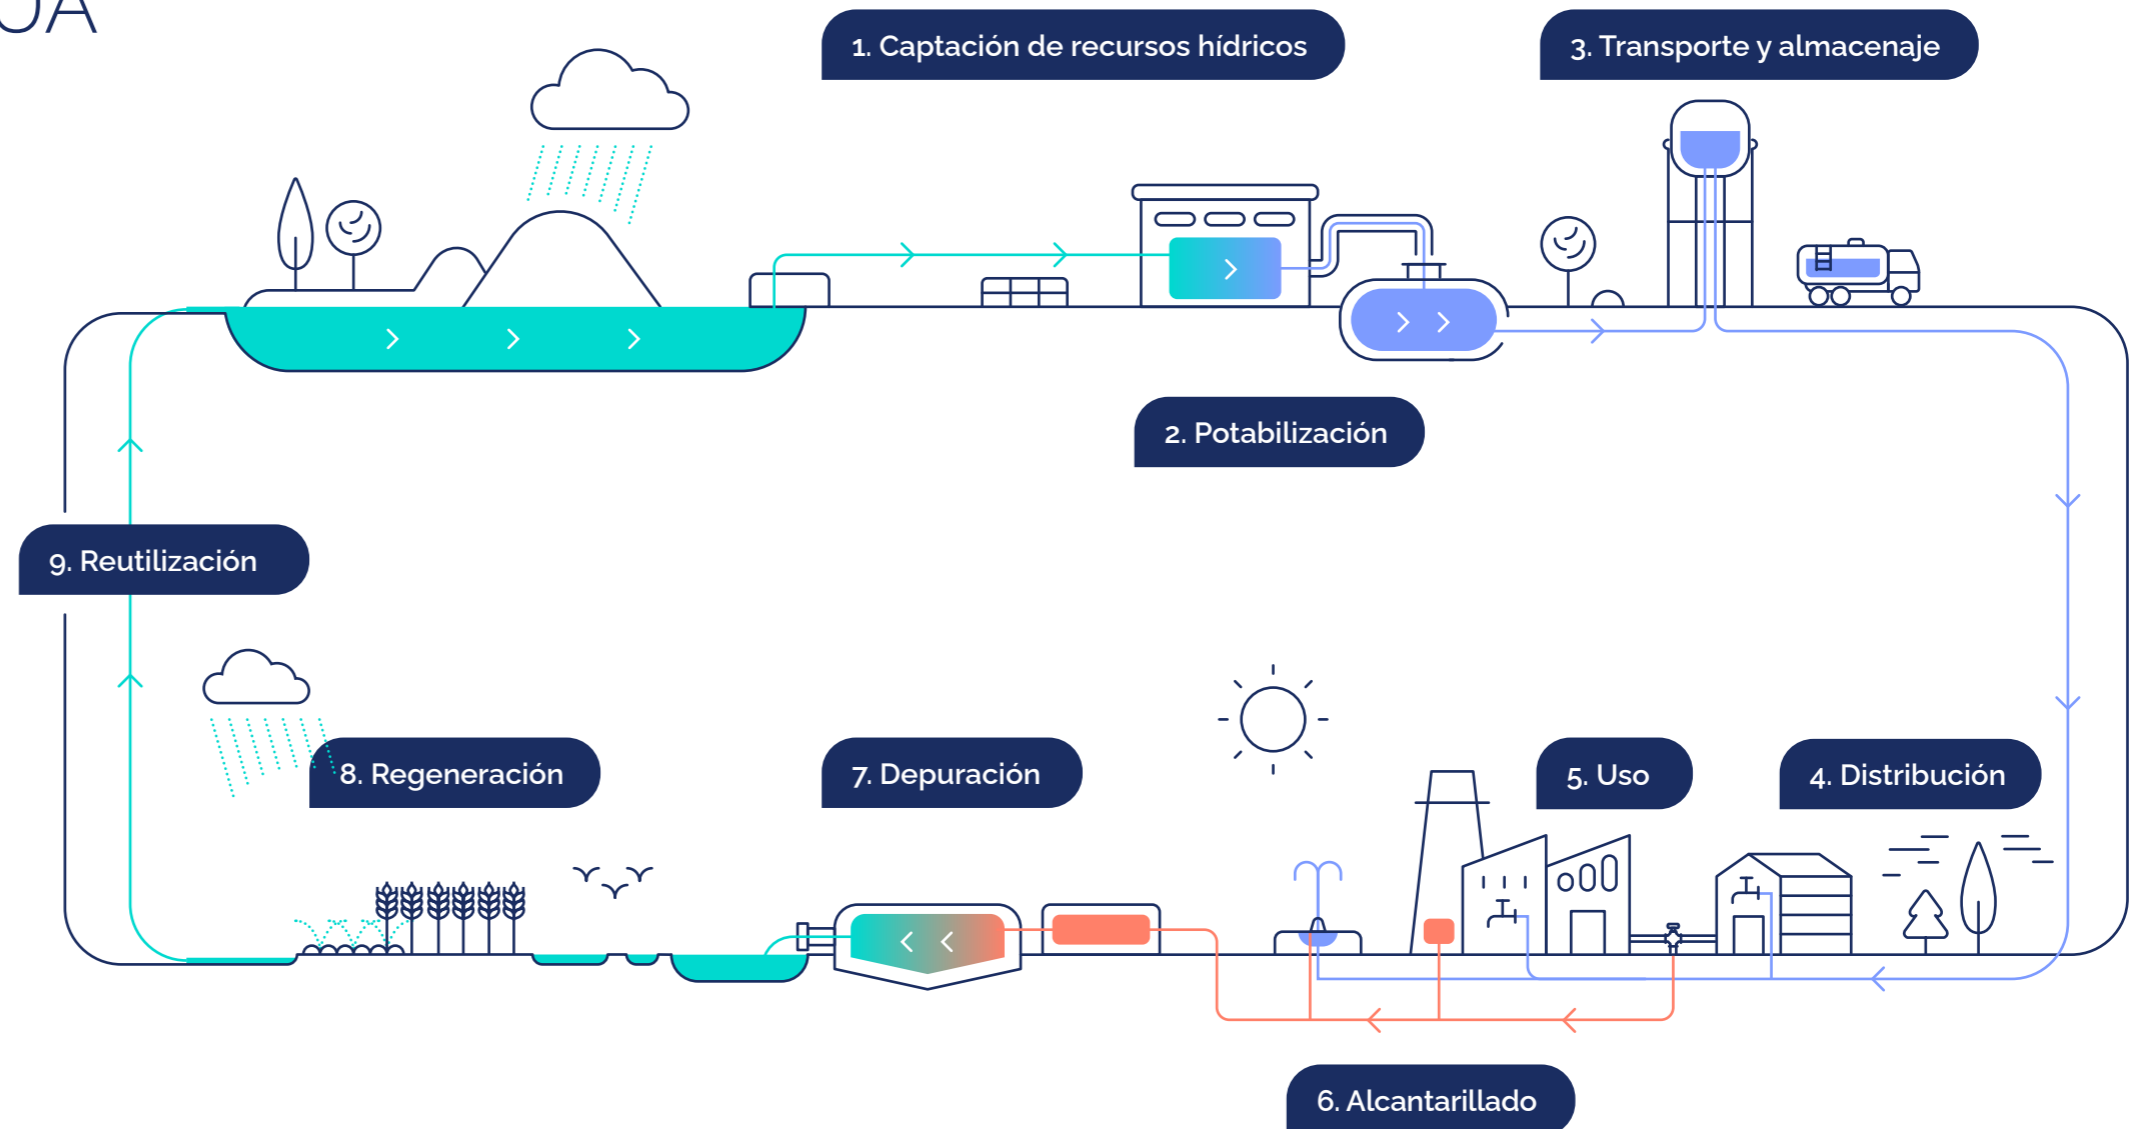 1. Captación de recursos hídricos
3. Transporte y almacenaje
2. Potabilización
9. Reutilización
8. Regeneración
7. Depuración
5. Uso
4. Distribución
6. Alcantarillado